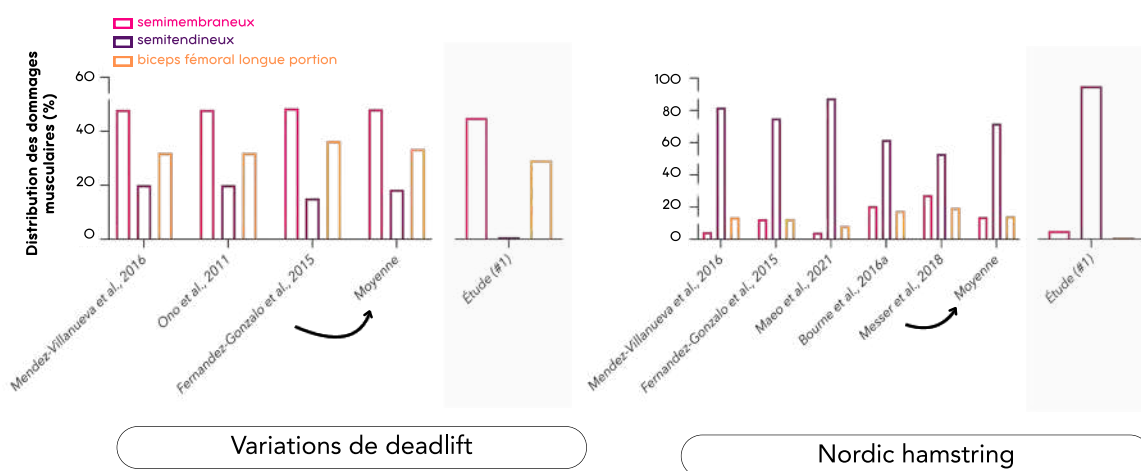 semimembraneux
semitendineux
biceps fémoral longue portion
Distribution des dommages
musculaires (%)
60
40
20
0
Mendez-Villanueva et al., 2016
Ono et al., 2011
Fernandez-Gonzalo et al., 2015
Moyenne
Étude (#1)
Variations de deadlift
100
80
60
40
20
0
Mendez-Villanueva et al., 2016
Fernandez-Gonzalo et al., 2015
Maeo et al., 2021
Bourne et al., 2016a
Messer et al., 2018
Moyenne
Étude (#1)
Nordic hamstring